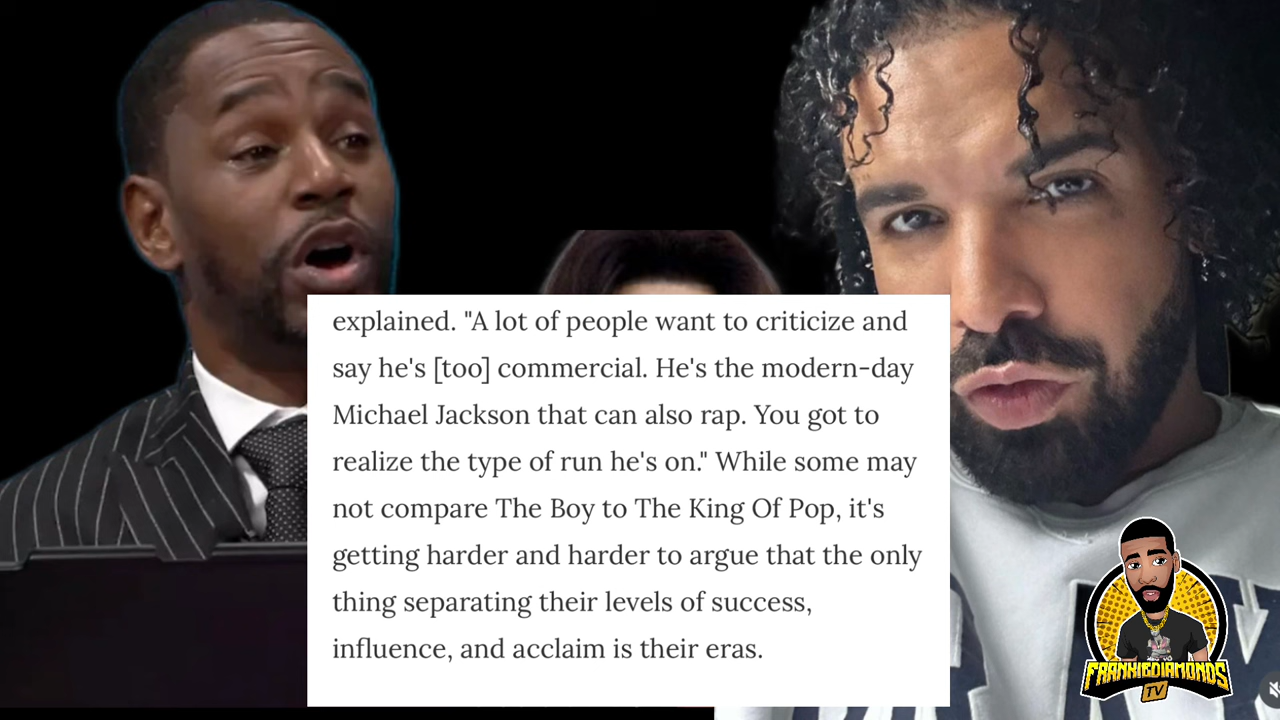 explained. "A lot of people want to criticize and
say he's [too] commercial. He's the modern-day
Michael Jackson that can also rap. You got to
realize the type of run he's on." While some may
not compare The Boy to The King Of Pop, it's
getting harder and harder to argue that the only
thing separating their levels of success,
influence, and acclaim is their eras.
FRANKIEDIAMONDS
TV